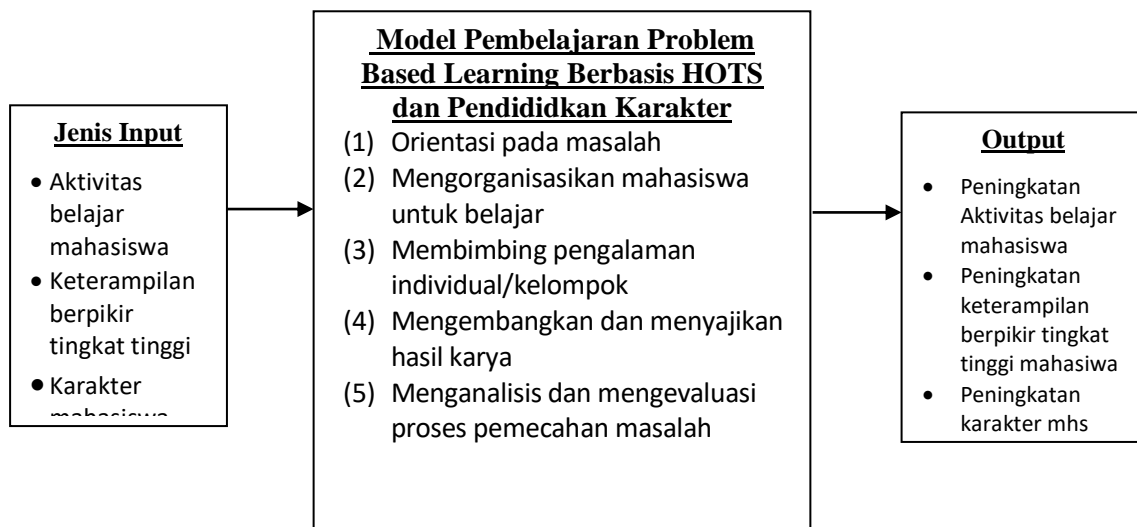 Jenis Input
• Aktivitas
belajar
mahasiswa
• Keterampilan
berpikir
tingkat tinggi
• Karakter
mahasiswa
Model Pembelajaran Problem
Based Learning Berbasis HOTS
dan Pendididkan Karakter
(1) Orientasi pada masalah
(2) Mengorganisasikan mahasiswa
untuk belajar
(3) Membimbing pengalaman
individual/kelompok
(4) Mengembangkan dan menyajikan
hasil karya
(5) Menganalisis dan mengevaluasi
proses pemecahan masalah
Output
• Peningkatan
Aktivitas belajar
mahasiswa
• Peningkatan
keterampilan
berpikir tingkat
tinggi mahasiwa
• Peningkatan
karakter mhs